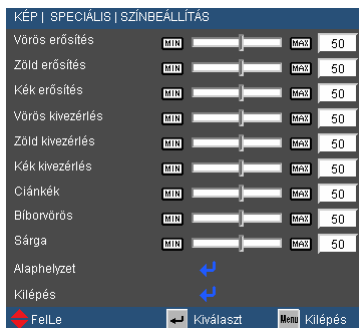 KÉP | SPECIÁLIS | SZÍNBEÁLLÍTÁS
Vörös erősítés MIN MAX 50
Zöld erősítés MIN MAX 50
Kék erősítés MIN MAX 50
Vörös kivezérlés MIN MAX 50
Zöld kivezérlés MIN MAX 50
Kék kivezérlés MIN MAX 50
Ciánkék MIN MAX 50
Bíborvörös MIN MAX 50
Sárga MIN MAX 50
Alaphelyzet
Kilépés
FelLe Kiválaszt Menu Kilépés